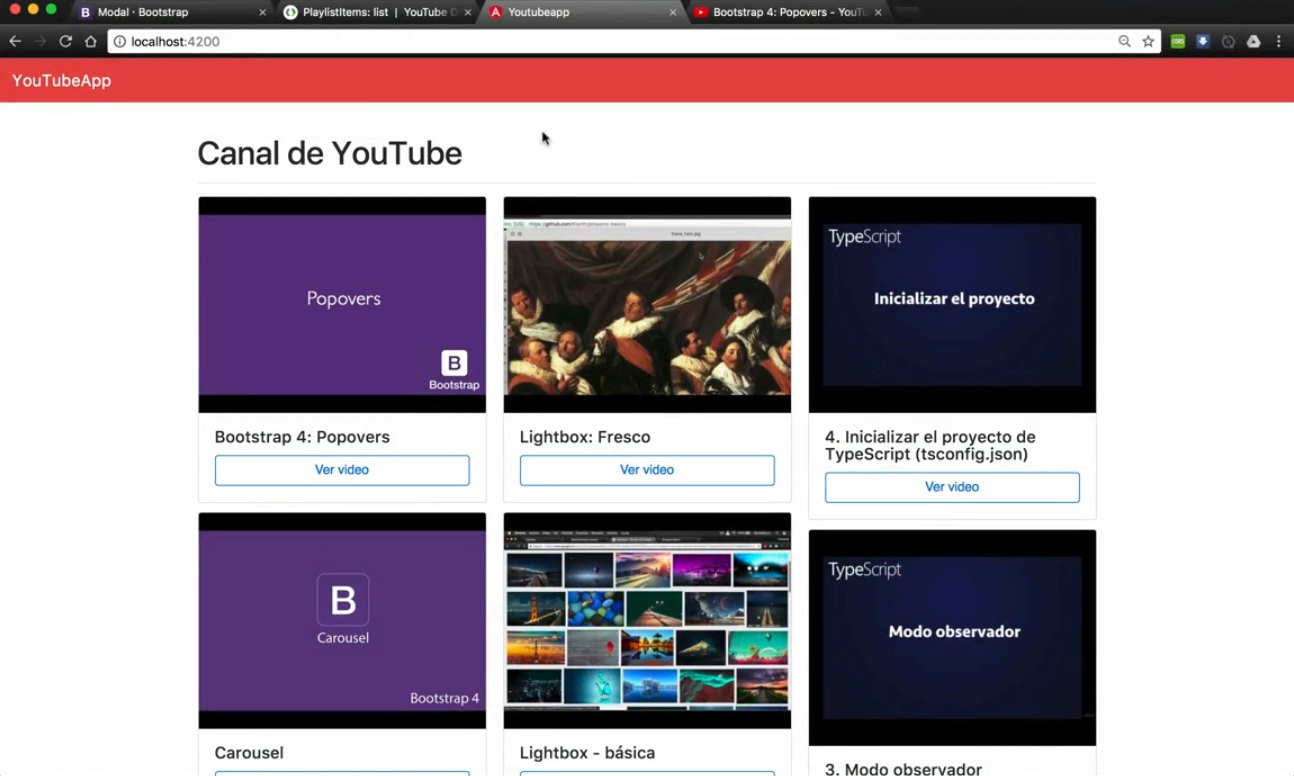 Modal · Bootstrap
PlaylistItems: list | YouTube D
Youtubeapp
Bootstrap 4: Popovers - YouTu
localhost:4200
YouTubeApp
Canal de YouTube
Popovers
B
Bootstrap
Bootstrap 4: Popovers
Ver video
Lightbox: Fresco
Ver video
TypeScript
Inicializar el proyecto
4. Inicializar el proyecto de
TypeScript (tsconfig.json)
Ver video
B
Carousel
Bootstrap 4
Carousel
Lightbox - básica
TypeScript
Modo observador
3. Modo observador